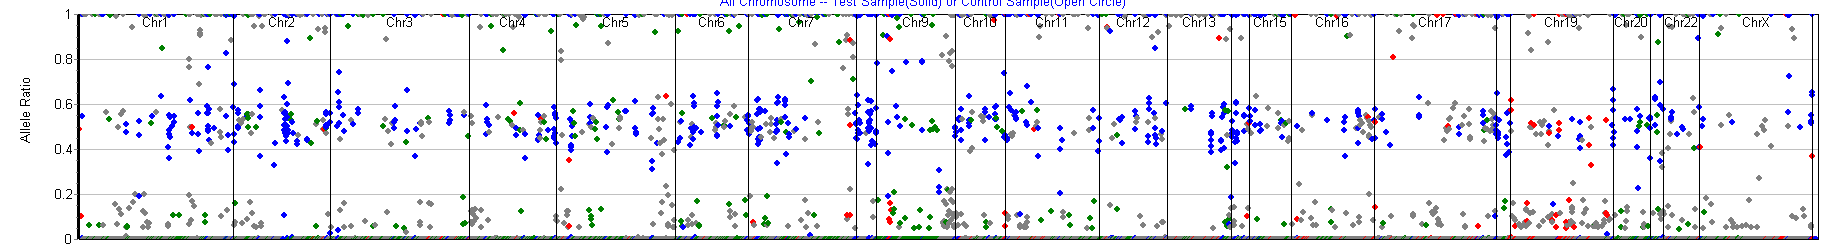 All Chromosome -- Test Sample(Solid) or Control Sample(Open Circle)
Chr1 Chr2 Chr3 Chr4 Chr5 Chr6 Chr7 Chr9 Chr10 Chr11 Chr12 Chr13 Chr15 Chr16 Chr17 Chr19 Chr20 Chr22 ChrX
Allele Ratio
1
0.8
0.6
0.4
0.2
0